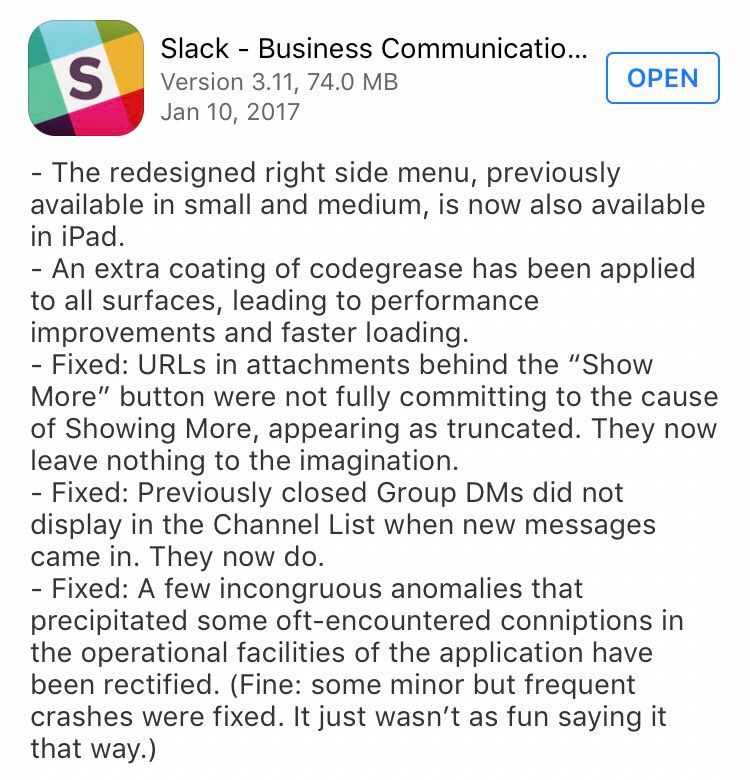 S
Slack - Business Communicatio...
Version 3.11, 74.0 MB
Jan 10, 2017
OPEN
- The redesigned right side menu, previously
available in small and medium, is now also available
in iPad.
- An extra coating of codegrease has been applied
to all surfaces, leading to performance
improvements and faster loading.
- Fixed: URLs in attachments behind the “Show
More” button were not fully committing to the cause
of Showing More, appearing as truncated. They now
leave nothing to the imagination.
- Fixed: Previously closed Group DMs did not
display in the Channel List when new messages
came in. They now do.
- Fixed: A few incongruous anomalies that
precipitated some oft-encountered conniptions in
the operational facilities of the application have
been rectified. (Fine: some minor but frequent
crashes were fixed. It just wasn’t as fun saying it
that way.)